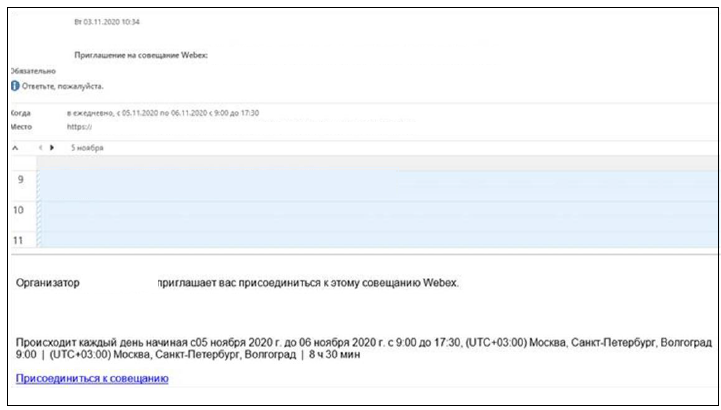 Вт 03.11.2020 10:34
Приглашение на совещание Webex:
Обязательно
Ответьте, пожалуйста.
Когда в ежедневно, с 05.11.2020 по 06.11.2020 с 9:00 до 17:30
Место https://
5 ноября
9
10
11
Организатор приглашает вас присоединиться к этому совещанию Webex.
Происходит каждый день начиная с05 ноября 2020 г. до 06 ноября 2020 г. с 9:00 до 17:30, (UTC+03:00) Москва, Санкт-Петербург, Волгоград
9:00 | (UTC+03:00) Москва, Санкт-Петербург, Волгоград | 8 ч 30 мин
Присоединиться к совещанию